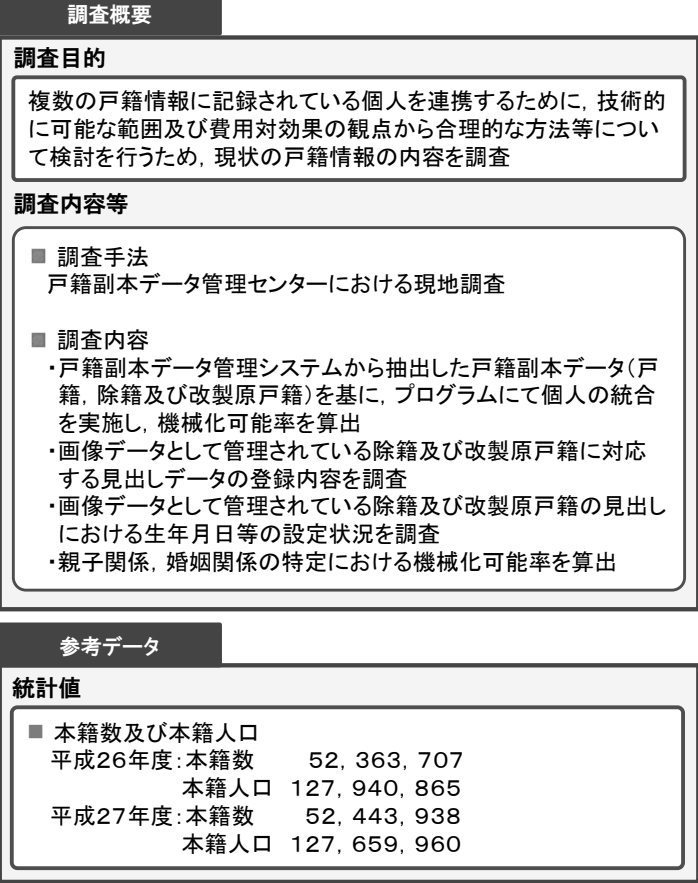 調査概要
調査目的
複数の戸籍情報に記録されている個人を連携するために，技術的
に可能な範囲及び費用対効果の観点から合理的な方法等につい
て検討を行うため，現状の戸籍情報の内容を調査
調査内容等
■ 調査手法
戸籍副本データ管理センターにおける現地調査
■ 調査内容
・戸籍副本データ管理システムから抽出した戸籍副本データ（戸
籍，除籍及び改製原戸籍）を基に，プログラムにて個人の統合
を実施し，機械化可能率を算出
・画像データとして管理されている除籍及び改製原戸籍に対応
する見出しデータの登録内容を調査
・画像データとして管理されている除籍及び改製原戸籍の見出し
における生年月日等の設定状況を調査
・親子関係，婚姻関係の特定における機械化可能率を算出
参考データ
統計値
■ 本籍数及び本籍人口
平成26年度：本籍数 52，363，707
本籍人口 127，940，865
平成27年度：本籍数 52，443，938
本籍人口 127，659，960